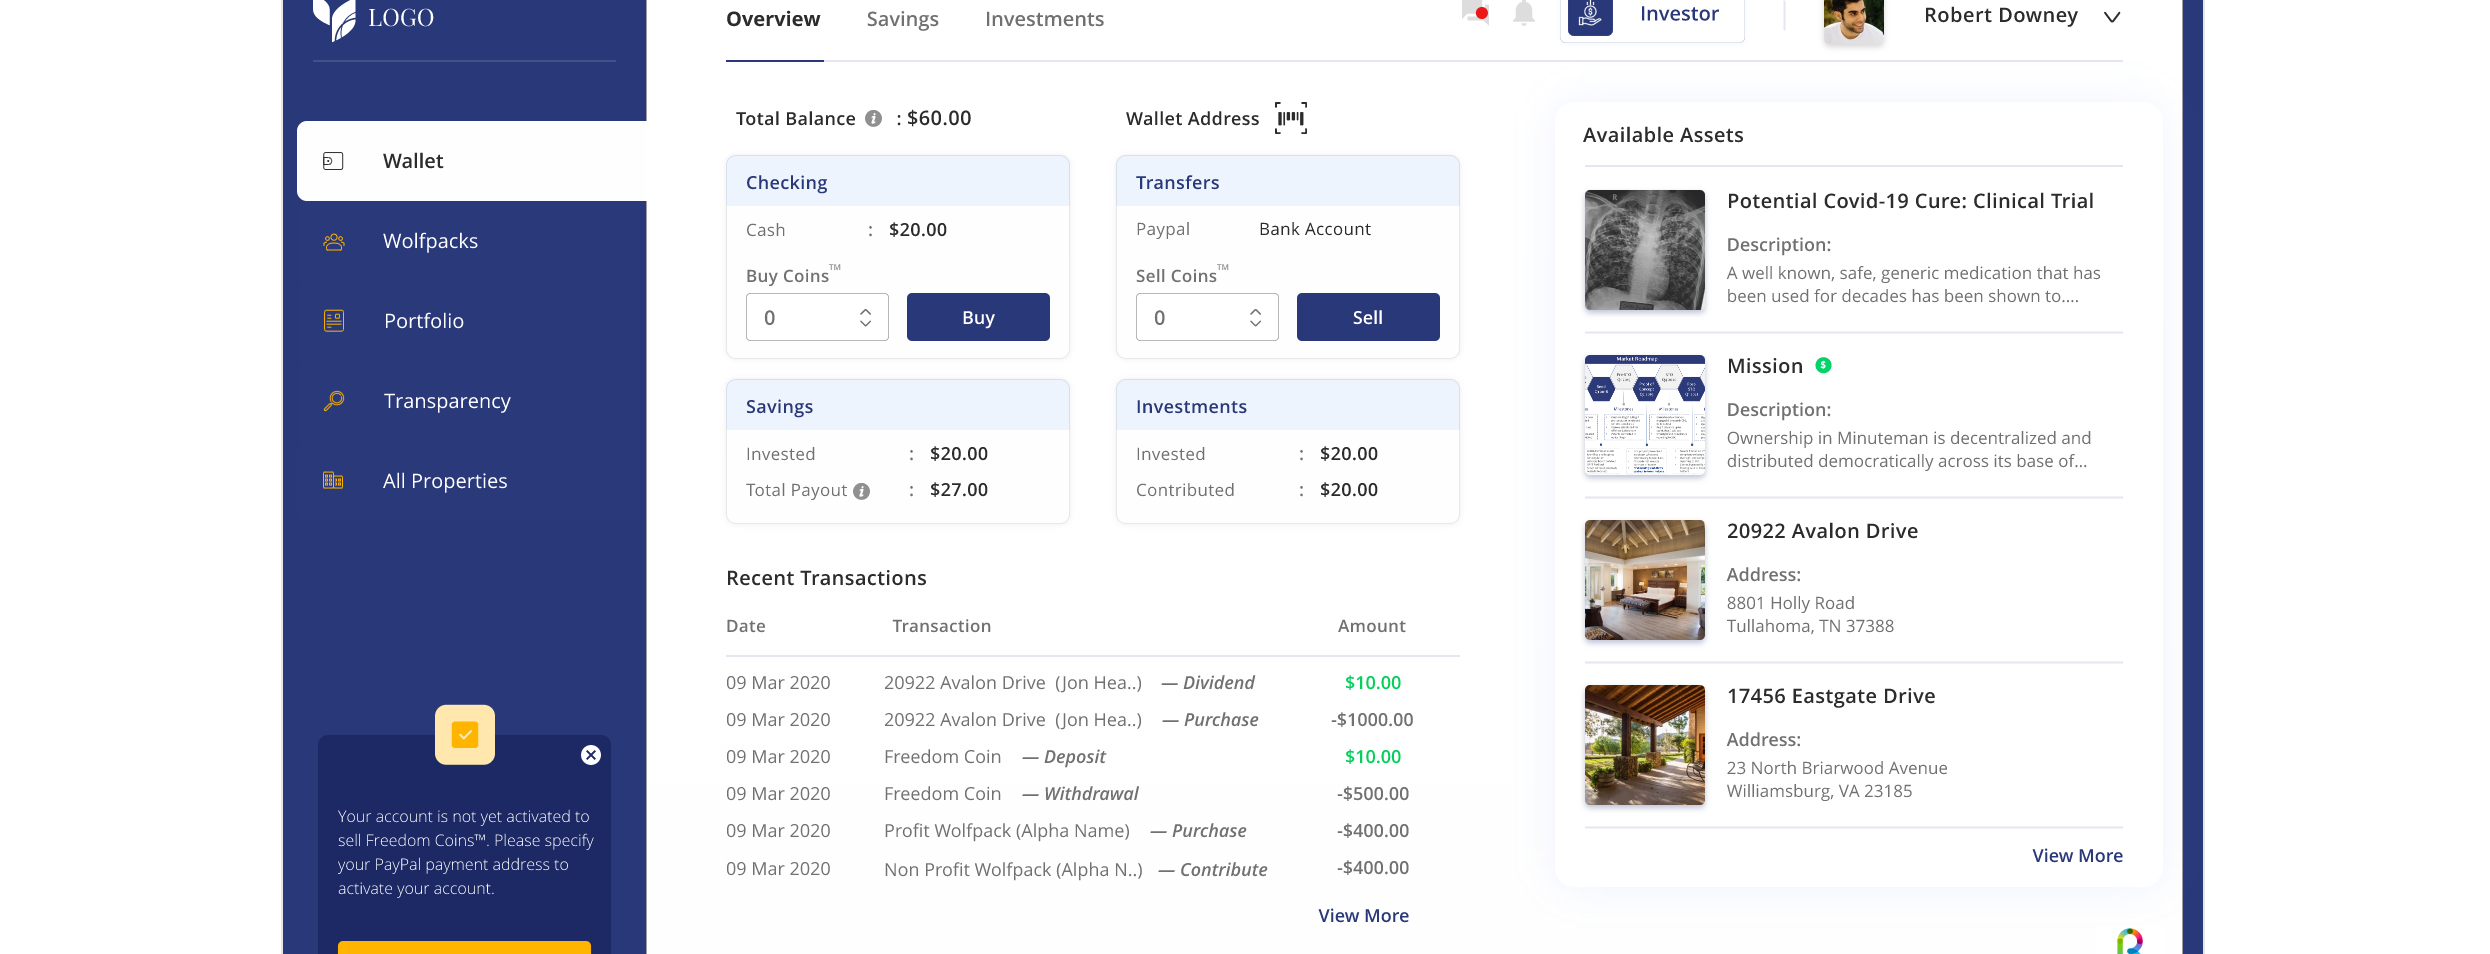 LOGO
Overview Savings Investments
Investor
Robert Downey
Wallet
Wolfpacks
Portfolio
Transparency
All Properties
Your account is not yet activated to
sell Freedom Coins™. Please specify
your PayPal payment address to
activate your account.
Total Balance : $60.00
Wallet Address
Checking
Cash : $20.00
Buy Coins™
0 Buy
Transfers
Paypal Bank Account
Sell Coins™
0 Sell
Savings
Invested : $20.00
Total Payout : $27.00
Investments
Invested : $20.00
Contributed : $20.00
Recent Transactions
Date Transaction Amount
09 Mar 2020 20922 Avalon Drive (Jon Hea..) — Dividend $10.00
09 Mar 2020 20922 Avalon Drive (Jon Hea..) — Purchase -$1000.00
09 Mar 2020 Freedom Coin — Deposit $10.00
09 Mar 2020 Freedom Coin — Withdrawal -$500.00
09 Mar 2020 Profit Wolfpack (Alpha Name) — Purchase -$400.00
09 Mar 2020 Non Profit Wolfpack (Alpha N..) — Contribute -$400.00
View More
Available Assets
Potential Covid-19 Cure: Clinical Trial
Description:
A well known, safe, generic medication that has
been used for decades has been shown to....
Market Roadmap
Milestones Milestones
Mission
Description:
Ownership in Minuteman is decentralized and
distributed democratically across its base of...
20922 Avalon Drive
Address:
8801 Holly Road
Tullahoma, TN 37388
17456 Eastgate Drive
Address:
23 North Briarwood Avenue
Williamsburg, VA 23185
View More